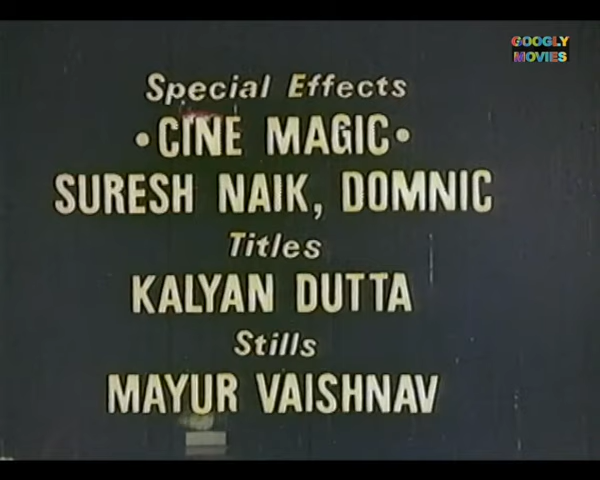 GOOGLY
MOVIES
Special Effects
•CINE MAGIC•
SURESH NAIK, DOMNIC
Titles
KALYAN DUTTA
Stills
MAYUR VAISHNAV